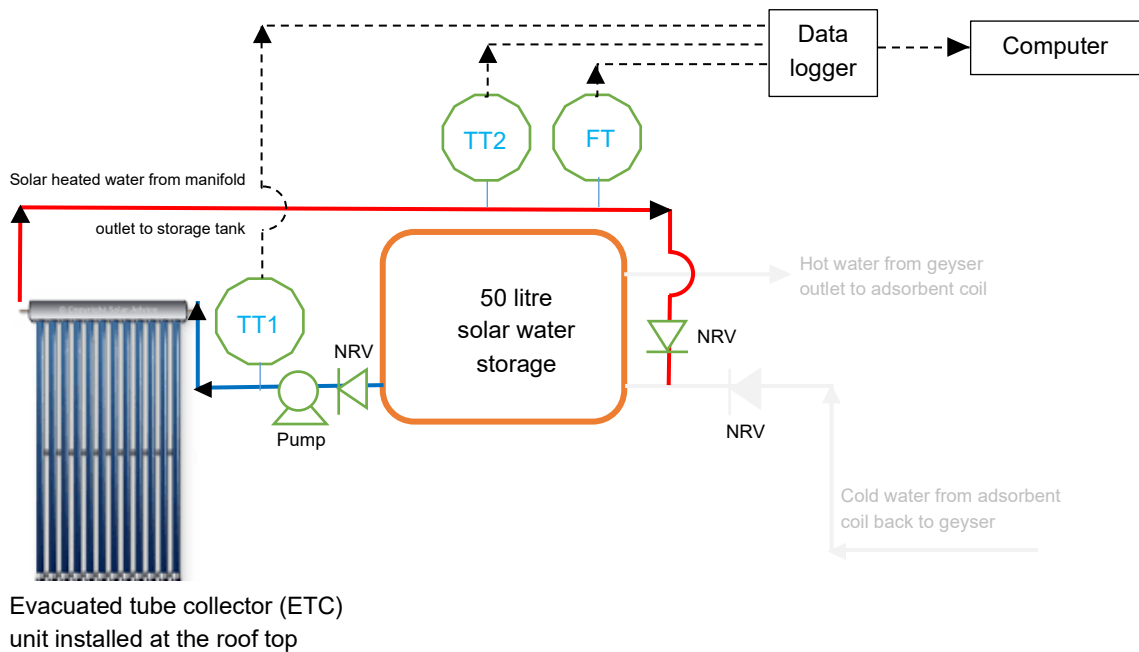 Data
logger
Computer
TT2
FT
Solar heated water from manifold
outlet to storage tank
Hot water from geyser
outlet to adsorbent coil
50 litre
solar water
storage
TT1
NRV
NRV
Pump
NRV
Cold water from adsorbent
coil back to geyser
Evacuated tube collector (ETC)
unit installed at the roof top